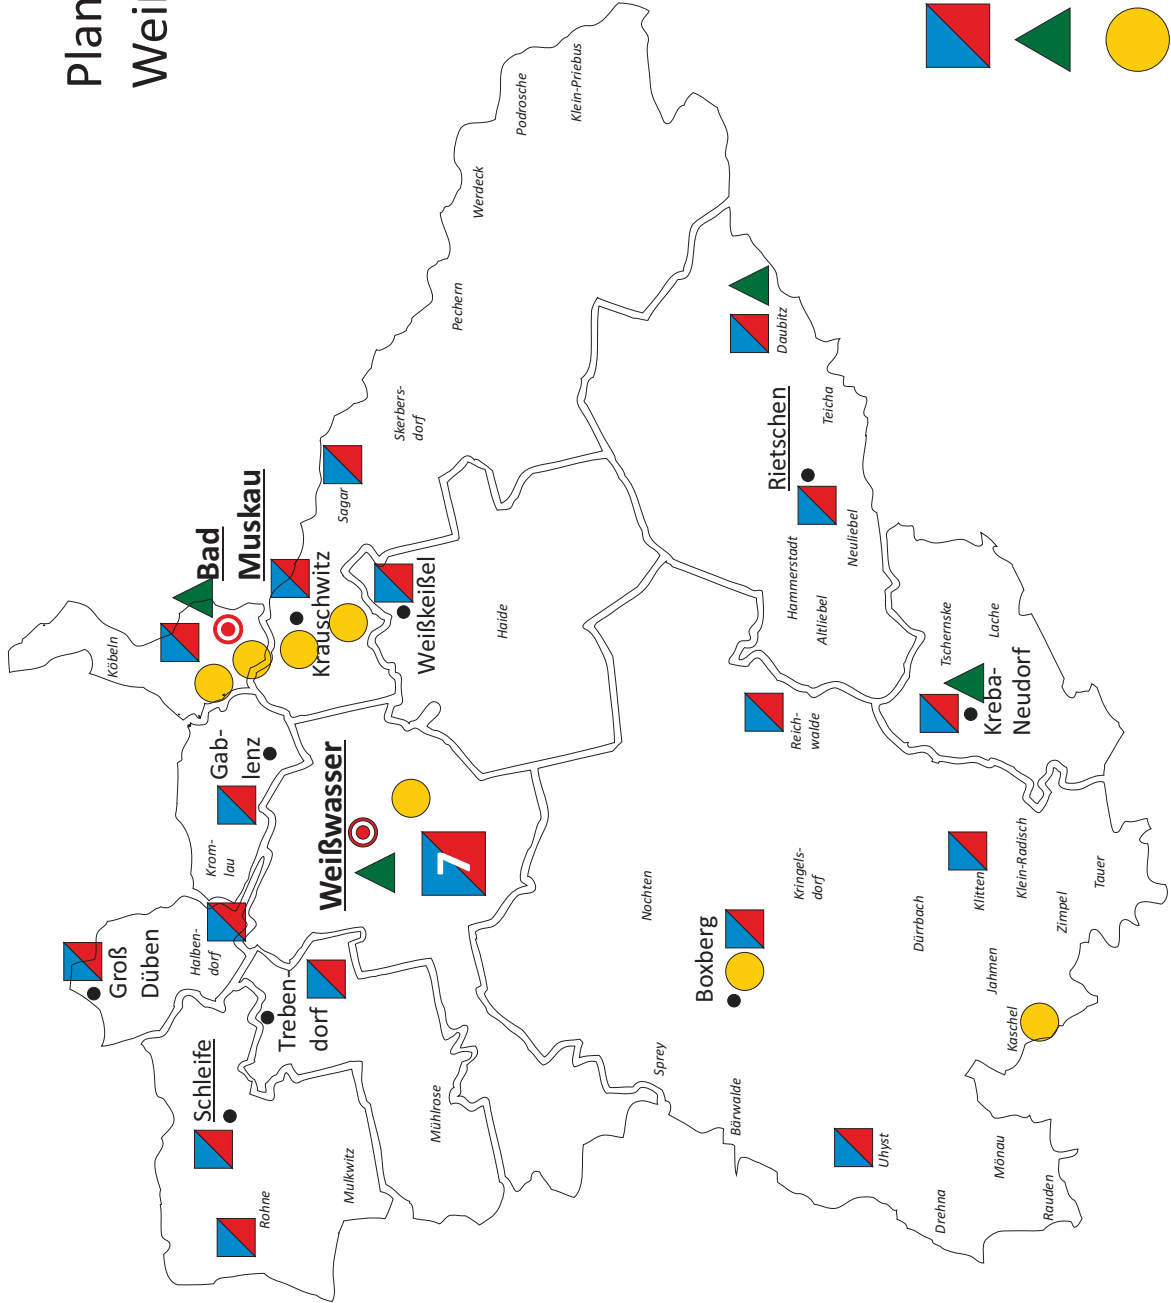 Plan
Weiß
Podrosche
Klein-Priebus
Werdeck
Pechern
Skerbers-
dorf
Sagar
Bad
Muskau
Köbeln
Krauschwitz
Weißkeißel
Haide
Gab-
lenz
Krom-
lau
Weißwasser
7
Groß
Düben
Halben-
dorf
Treben-
dorf
Schleife
Rohne
Mulkwitz
Mühlrose
Daubitz
Teicha
Rietschen
Neuliebel
Hammerstadt
Altliebel
Tschernske
Lache
Kreba-
Neudorf
Reich-
walde
Nochten
Kringels-
dorf
Boxberg
Dürrbach
Klitten
Klein-Radisch
Zimpel
Tauer
Jahmen
Kaschel
Sprey
Bärwalde
Uhyst
Drehna
Mönau
Rauden